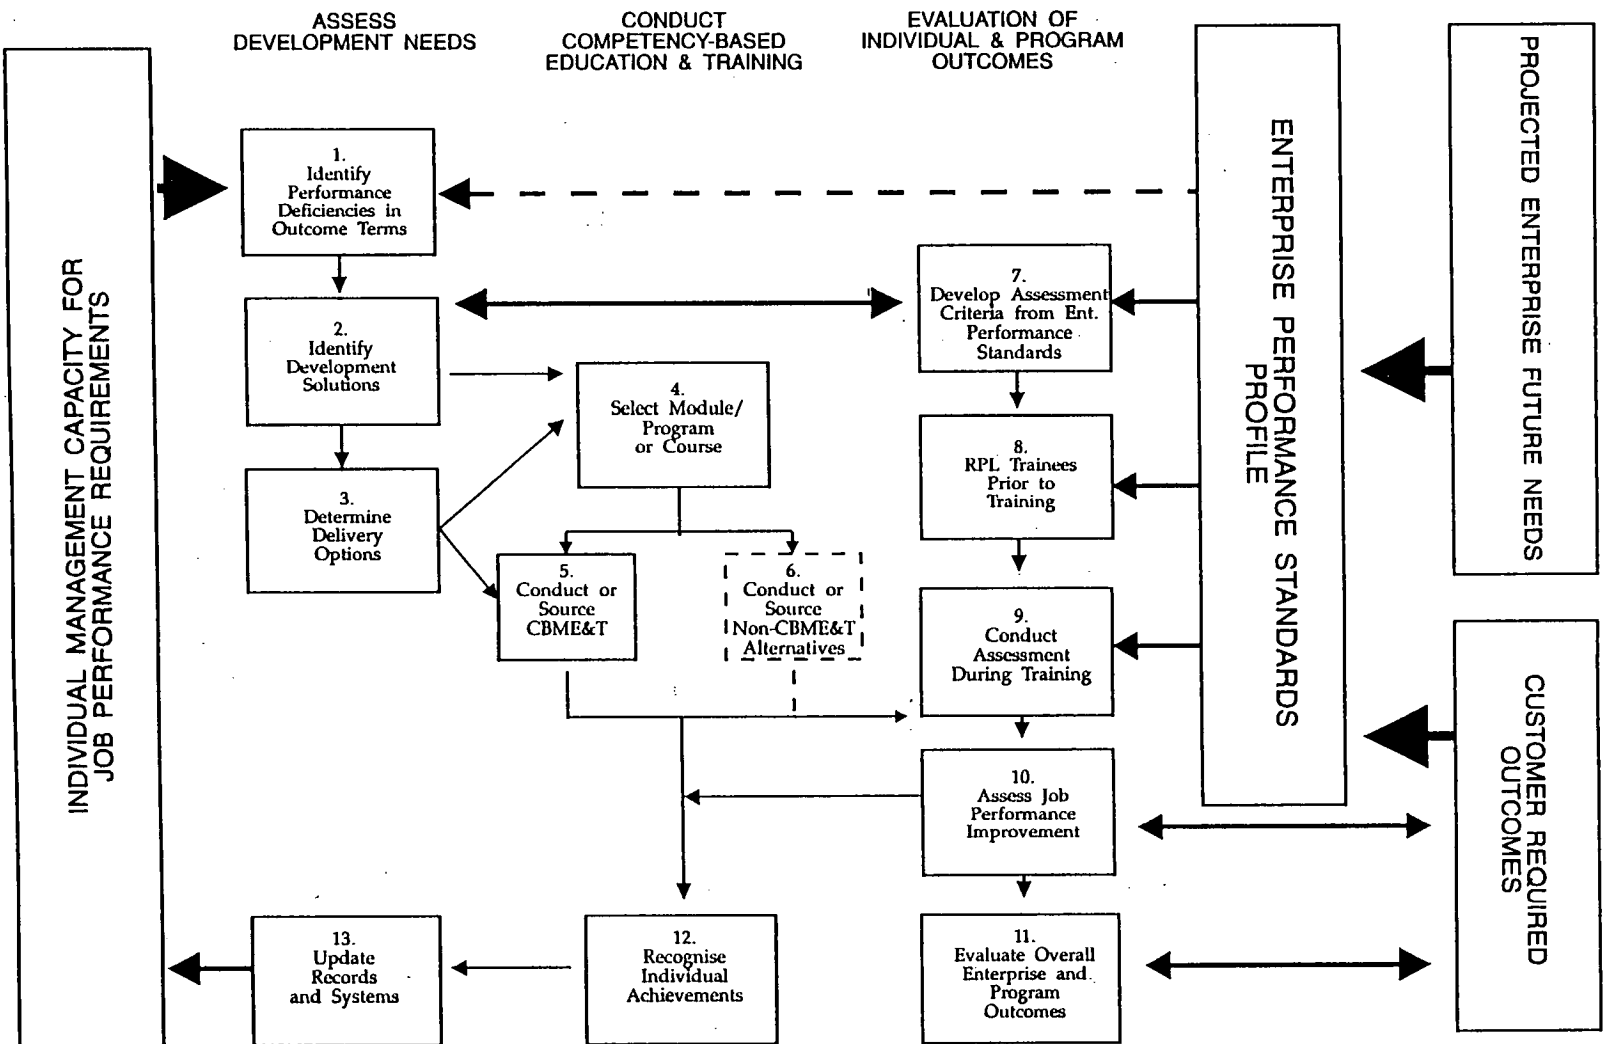 ASSESS
DEVELOPMENT NEEDS
CONDUCT
COMPETENCY-BASED
EDUCATION & TRAINING
EVALUATION OF
INDIVIDUAL & PROGRAM
OUTCOMES
INDIVIDUAL MANAGEMENT CAPACITY FOR
JOB PERFORMANCE REQUIREMENTS
1.
Identify
Performance
Deficiencies in
Outcome Terms
2.
Identify
Development
Solutions
3.
Determine
Delivery
Options
4.
Select Module/
Program
or Course
5.
Conduct or
Source
CBME&T
6.
Conduct or
Source
Non-CBME&T
Alternatives
7.
Develop Assessment
Criteria from Ent.
Performance
Standards
8.
RPL Trainees
Prior to
Training
9.
Conduct
Assessment
During Training
10.
Assess Job
Performance
Improvement
11.
Evaluate Overall
Enterprise and
Program
Outcomes
12.
Recognise
Individual
Achievements
13.
Update
Records
and Systems
ENTERPRISE PERFORMANCE STANDARDS
PROFILE
PROJECTED ENTERPRISE FUTURE NEEDS
CUSTOMER REQUIRED
OUTCOMES